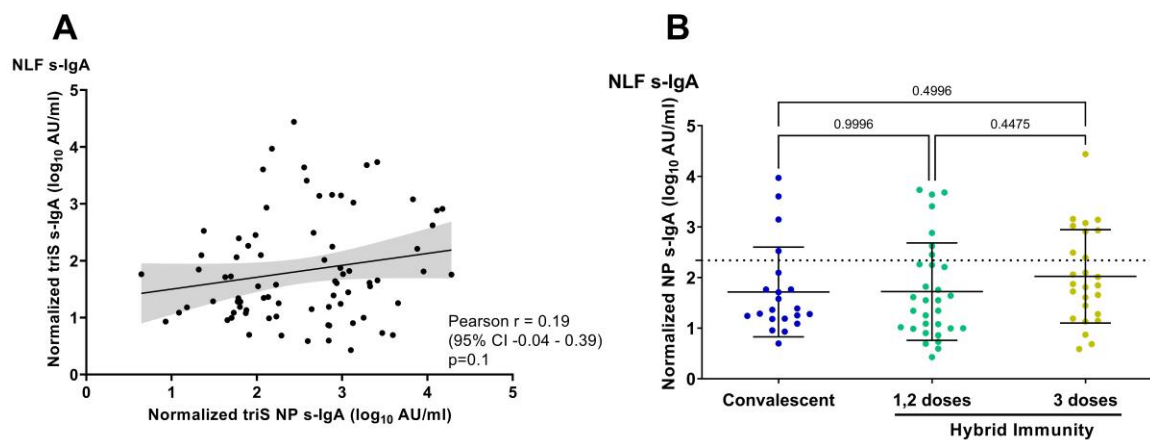 A
NLF s-IgA
Normalized triS s-IgA (log10 AU/ml)
5
4
3
2
1
0
0
1
2
3
4
5
Normalized triS NP s-IgA (log10 AU/ml)
Pearson r = 0.19
(95% CI -0.04 - 0.39)
p=0.1
B
NLF s-IgA
Normalized NP s-IgA (log10 AU/ml)
5
4
3
2
1
0
0.4996
0.9996
0.4475
Convalescent
1,2 doses
3 doses
Hybrid Immunity